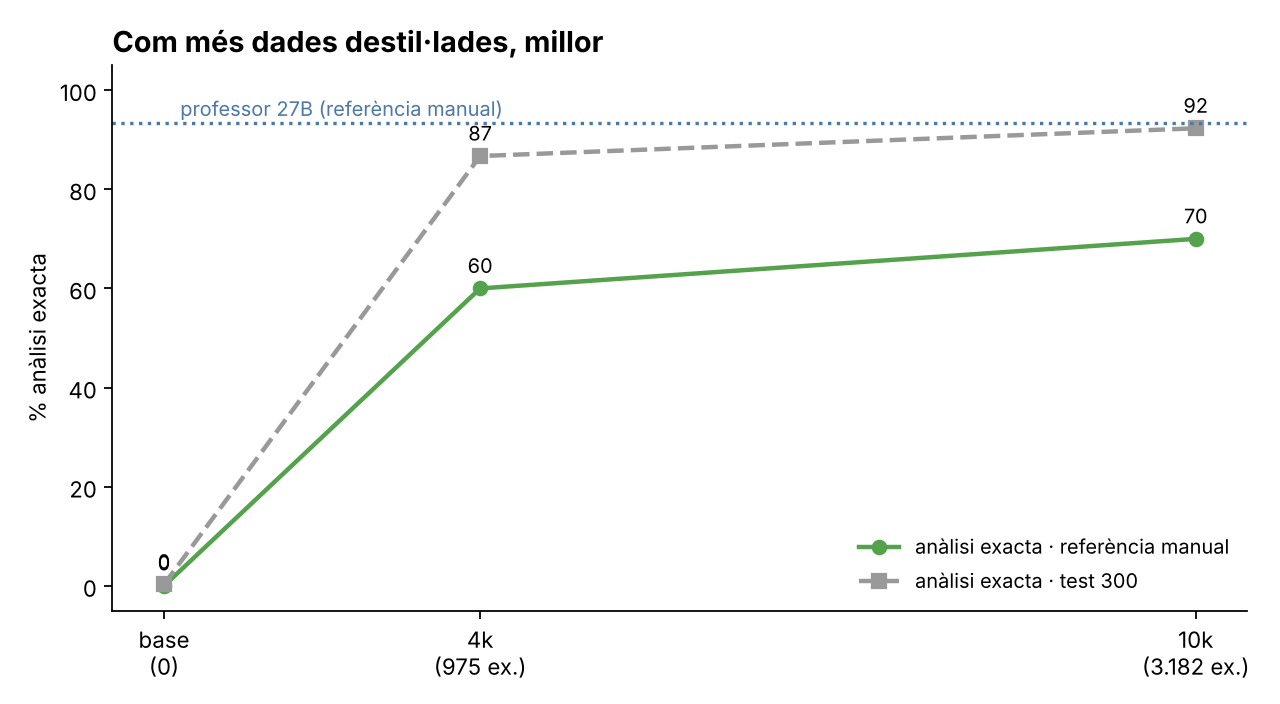 Com més dades destil·lades, millor
100
80
60
40
20
0
% anàlisi exacta
professor 27B (referència manual)
87
92
60
70
0
0
anàlisi exacta · referència manual
anàlisi exacta · test 300
base
(0)
4k
(975 ex.)
10k
(3.182 ex.)